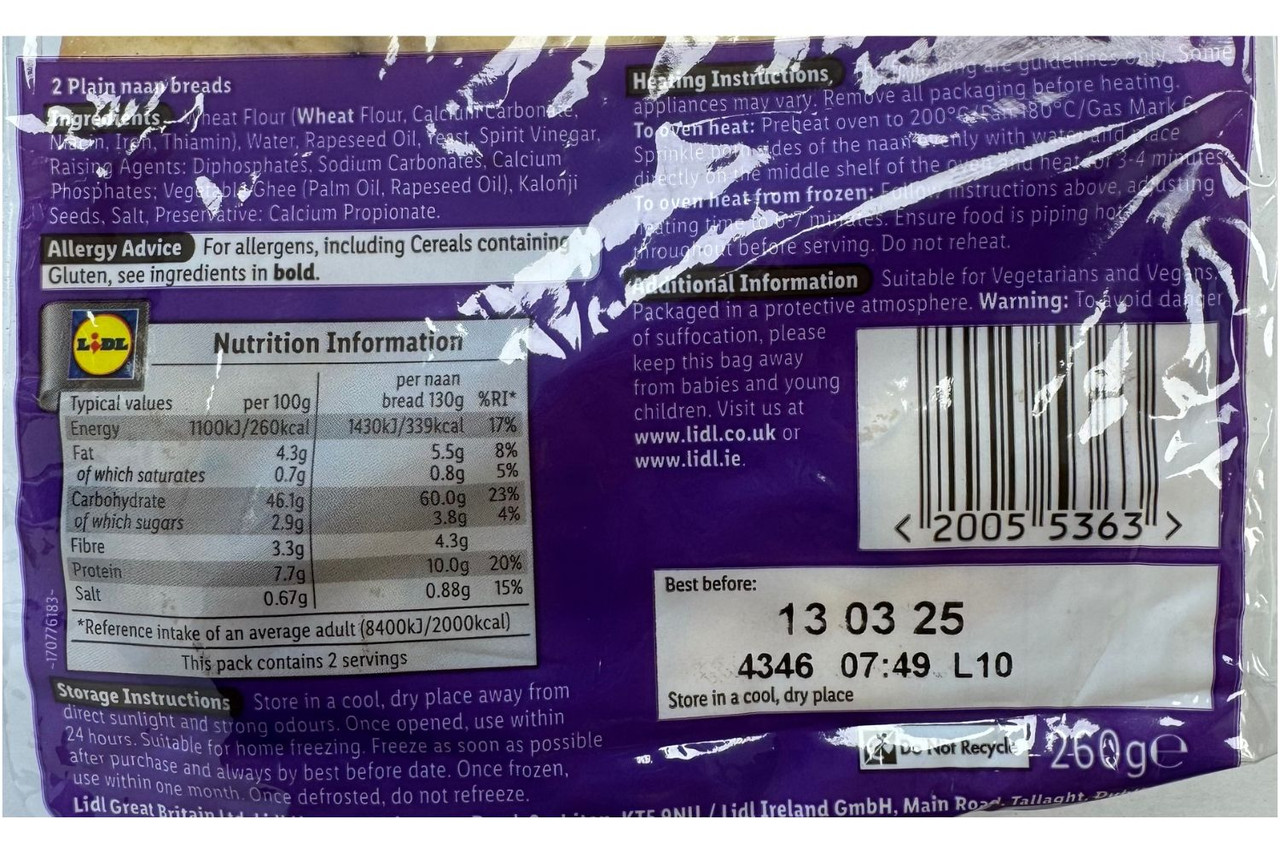 2 Plain naan breads
Ingredients Wheat Flour (Wheat Flour, Calcium Carbonate,
Niacin, Iron, Thiamin), Water, Rapeseed Oil, Yeast, Spirit Vinegar,
Raising Agents: Diphosphates, Sodium Carbonates, Calcium
Phosphates; Vegetable Ghee (Palm Oil, Rapeseed Oil), Kalonji
Seeds, Salt, Preservative: Calcium Propionate.
Allergy Advice For allergens, including Cereals containing
Gluten, see ingredients in bold.
LIDL
Nutrition Information
Typical values per 100g per naan bread 130g %RI*
Energy 1100kJ/260kcal 1430kJ/339kcal 17%
Fat 4.3g 5.5g 8%
of which saturates 0.7g 0.8g 5%
Carbohydrate 46.1g 60.0g 23%
of which sugars 2.9g 3.8g 4%
Fibre 3.3g 4.3g
Protein 7.7g 10.0g 20%
Salt 0.67g 0.88g 15%
*Reference intake of an average adult (8400kJ/2000kcal)
This pack contains 2 servings
~170776183~
Storage Instructions Store in a cool, dry place away from
direct sunlight and strong odours. Once opened, use within
24 hours. Suitable for home freezing. Freeze as soon as possible
after purchase and always by best before date. Once frozen,
use within one month. Once defrosted, do not refreeze.
Heating Instructions, are guidelines only. Some
appliances may vary. Remove all packaging before heating.
To oven heat: Preheat oven to 200°C/Fan 180°C/Gas Mark 6.
Sprinkle both sides of the naan evenly with water and place
directly on the middle shelf of the oven and heat for 3-4 minutes
To oven heat from frozen: Follow instructions above, adjusting
heating time to 6-7 minutes. Ensure food is piping hot
throughout before serving. Do not reheat.
Additional Information Suitable for Vegetarians and Vegans.
Packaged in a protective atmosphere. Warning: To avoid danger
of suffocation, please
keep this bag away
from babies and young
children. Visit us at
www.lidl.co.uk or
www.lidl.ie.
< 2005 5363 >
Best before:
13 03 25
4346 07:49 L10
Store in a cool, dry place
Do Not Recycle 260g℮
Lidl Great Britain KT5 9NU / Lidl Ireland GmbH, Main Road, Tallaght,